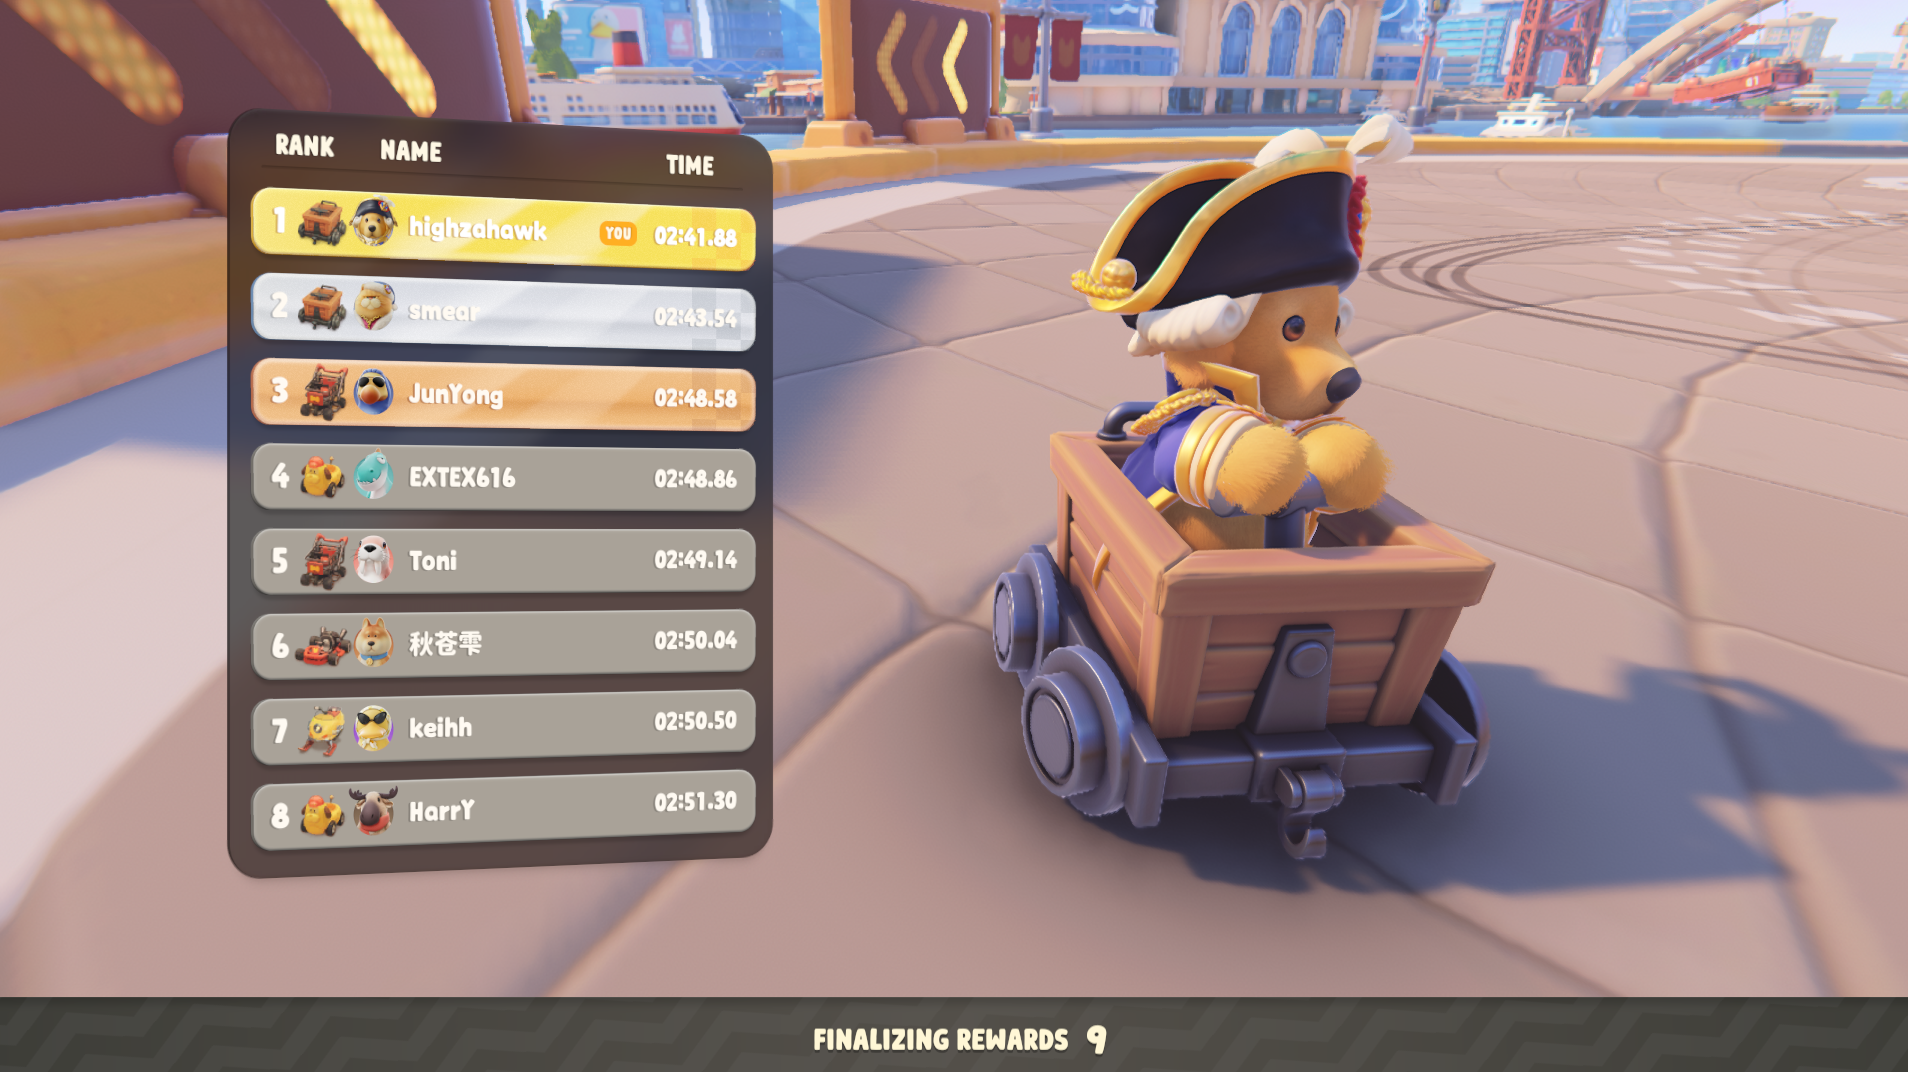 RANK NAME TIME
1 highzahawk YOU 02:41.88
2 smear 02:43.54
3 JunYong 02:48.58
4 EXTEX616 02:48.86
5 Toni 02:49.14
6 秋苍雫 02:50.04
7 keihh 02:50.50
8 HarrY 02:51.30
FINALIZING REWARDS 9